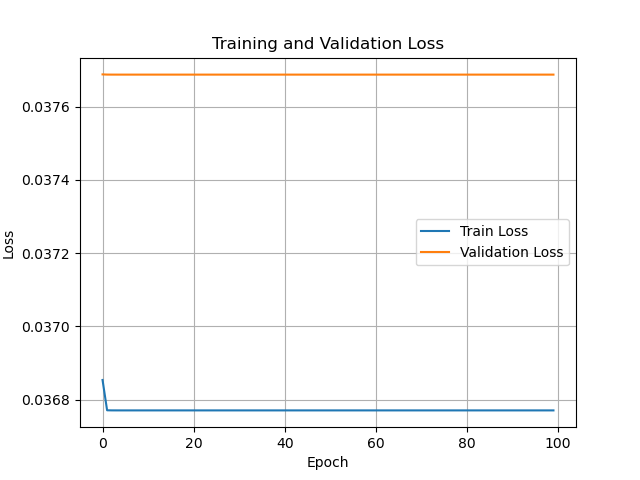 Training and Validation Loss
0.0376
0.0374
0.0372
0.0370
0.0368
Loss
Train Loss
Validation Loss
0 20 40 60 80 100
Epoch